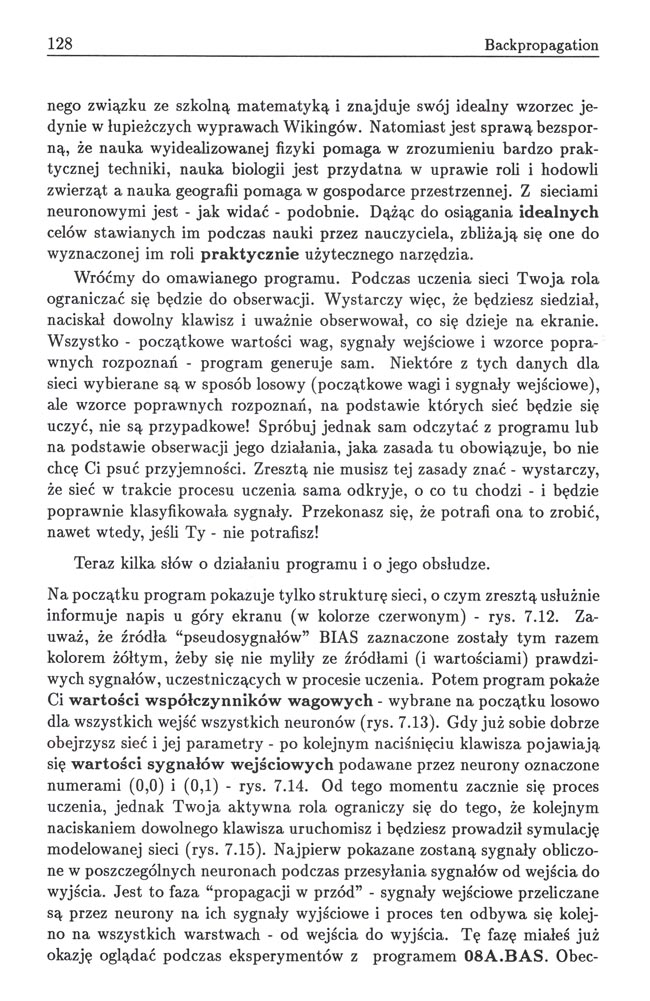 128 Backpropagation
nego związku ze szkolną matematyką i znajduje swój idealny wzorzec je-
dynie w łupieżczych wyprawach Wikingów. Natomiast jest sprawą bezspor-
ną, że nauka wyidealizowanej fizyki pomaga w zrozumieniu bardzo prak-
tycznej techniki, nauka biologii jest przydatna w uprawie roli i hodowli
zwierząt a nauka geografii pomaga w gospodarce przestrzennej. Z sieciami
neuronowymi jest - jak widać - podobnie. Dążąc do osiągania idealnych
celów stawianych im podczas nauki przez nauczyciela, zbliżają się one do
wyznaczonej im roli praktycznie użytecznego narzędzia.
Wróćmy do omawianego programu. Podczas uczenia sieci Twoja rola
ograniczać się będzie do obserwacji. Wystarczy więc, że będziesz siedział,
naciskał dowolny klawisz i uważnie obserwował, co się dzieje na ekranie.
Wszystko - początkowe wartości wag, sygnały wejściowe i wzorce popra-
wnych rozpoznań - program generuje sam. Niektóre z tych danych dla
sieci wybierane są w sposób losowy (początkowe wagi i sygnały wejściowe),
ale wzorce poprawnych rozpoznań, na podstawie których sieć będzie się
uczyć, nie są przypadkowe! Spróbuj jednak sam odczytać z programu lub
na podstawie obserwacji jego działania, jaka zasada tu obowiązuje, bo nie
chcę Ci psuć przyjemności. Zresztą nie musisz tej zasady znać - wystarczy,
że sieć w trakcie procesu uczenia sama odkryje, o co tu chodzi - i będzie
poprawnie klasyfikowała sygnały. Przekonasz się, że potrafi ona to zrobić,
nawet wtedy, jeśli Ty - nie potrafisz!
Teraz kilka słów o działaniu programu i o jego obsłudze.
Na początku program pokazuje tylko strukturę sieci, o czym zresztą usłużnie
informuje napis u góry ekranu (w kolorze czerwonym) - rys. 7.12. Za-
uważ, że źródła “pseudosygnałów” BIAS zaznaczone zostały tym razem
kolorem żółtym, żeby się nie myliły ze źródłami (i wartościami) prawdzi-
wych sygnałów, uczestniczących w procesie uczenia. Potem program pokaże
Ci wartości współczynników wagowych - wybrane na początku losowo
dla wszystkich wejść wszystkich neuronów (rys. 7.13). Gdy już sobie dobrze
obejrzysz sieć i jej parametry - po kolejnym naciśnięciu klawisza pojawiają
się wartości sygnałów wejściowych podawane przez neurony oznaczone
numerami (0,0) i (0,1) - rys. 7.14. Od tego momentu zacznie się proces
uczenia, jednak Twoja aktywna rola ograniczy się do tego, że kolejnym
naciskaniem dowolnego klawisza uruchomisz i będziesz prowadził symulację
modelowanej sieci (rys. 7.15). Najpierw pokazane zostaną sygnały obliczo-
ne w poszczególnych neuronach podczas przesyłania sygnałów od wejścia do
wyjścia. Jest to faza “propagacji w przód” - sygnały wejściowe przeliczane
są przez neurony na ich sygnały wyjściowe i proces ten odbywa się kolej-
no na wszystkich warstwach - od wejścia do wyjścia. Tę fazę miałeś już
okazję oglądać podczas eksperymentów z programem 08A.BAS. Obec-